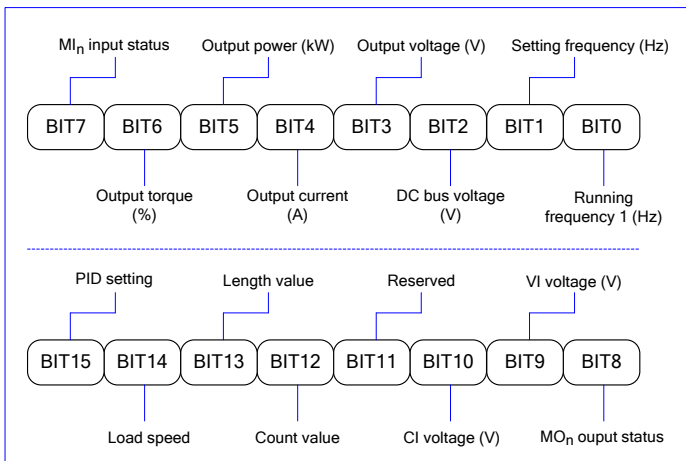 MIn input status Output power (kW) Output voltage (V) Setting frequency (Hz)
BIT7 BIT6 BIT5 BIT4 BIT3 BIT2 BIT1 BIT0
Output torque Output current DC bus voltage Running
(%) (A) (V) frequency 1 (Hz)
PID setting Length value Reserved VI voltage (V)
BIT15 BIT14 BIT13 BIT12 BIT11 BIT10 BIT9 BIT8
Load speed Count value CI voltage (V) MOn ouput status